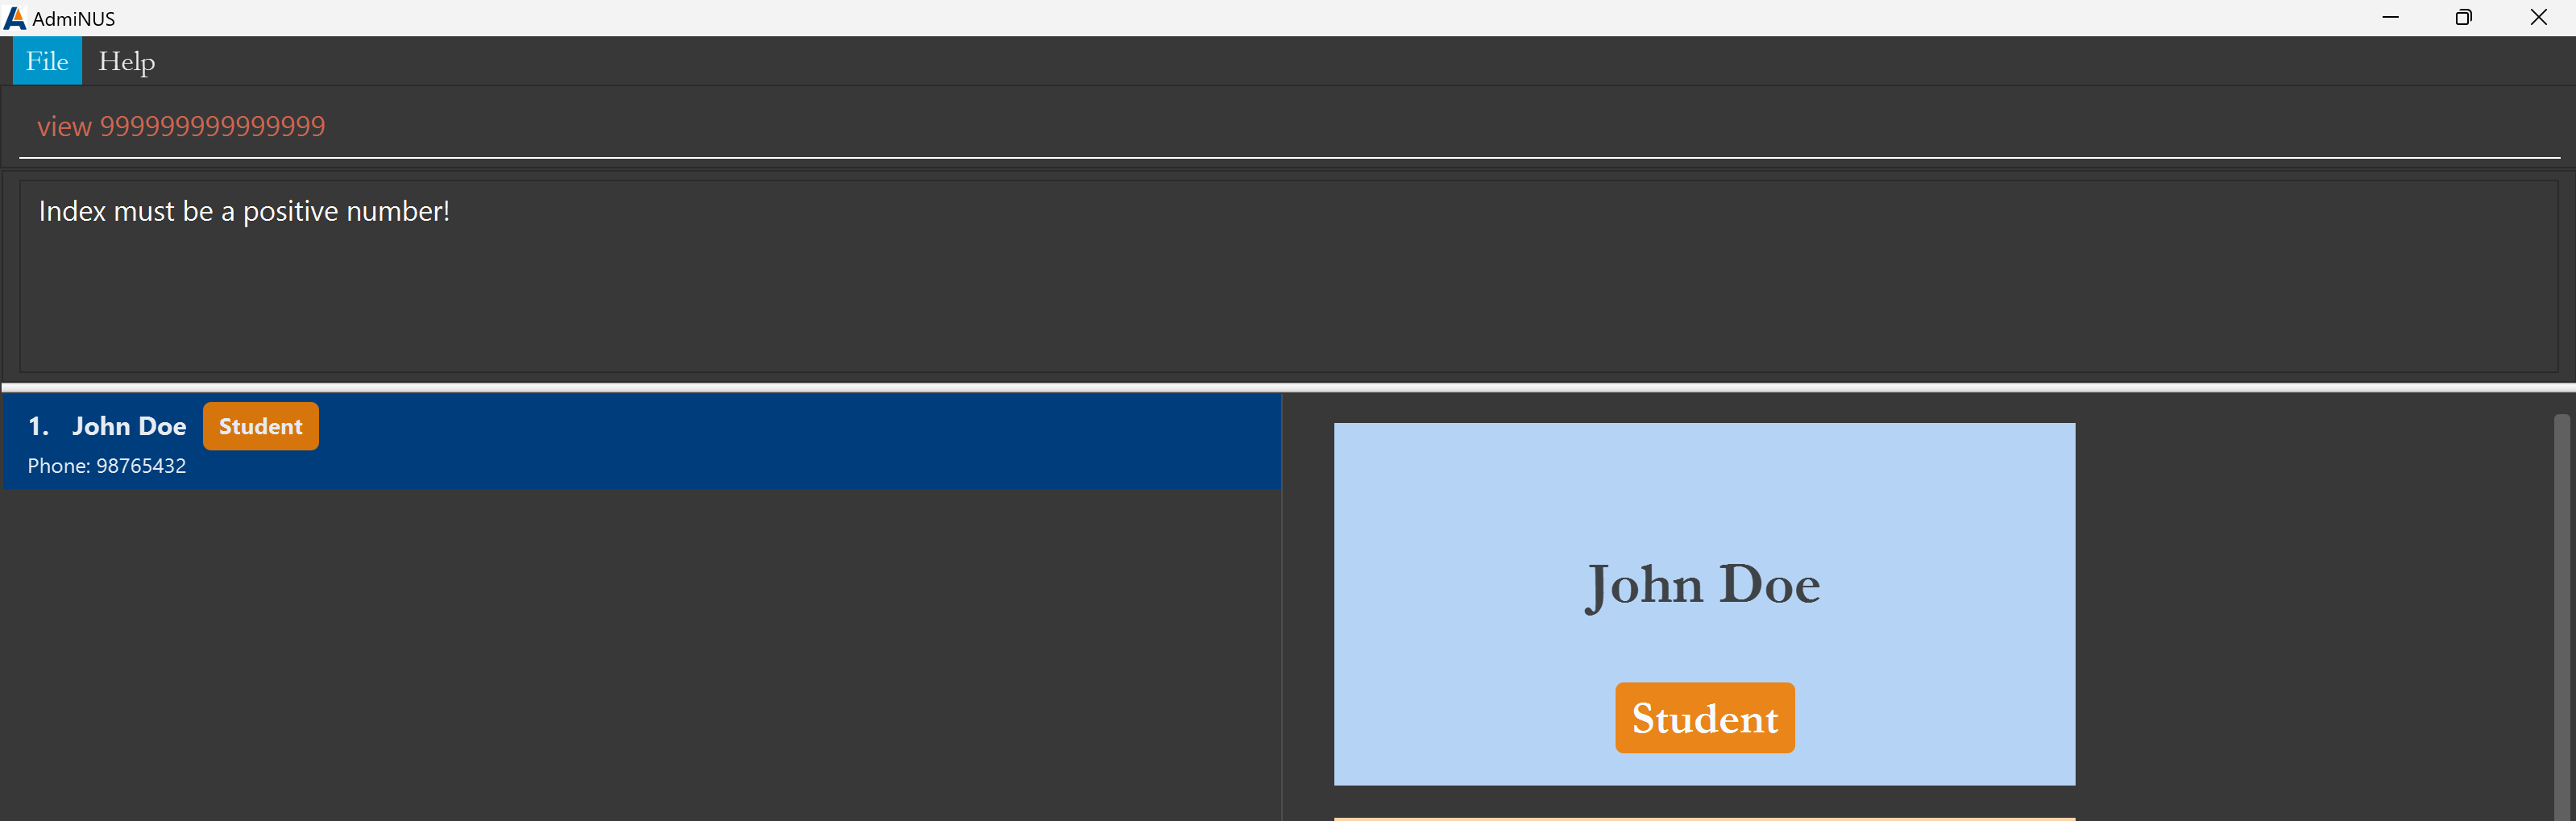 AdmiNUS
File Help
view 999999999999999
Index must be a positive number!
1. John Doe Student
Phone: 98765432
John Doe
Student